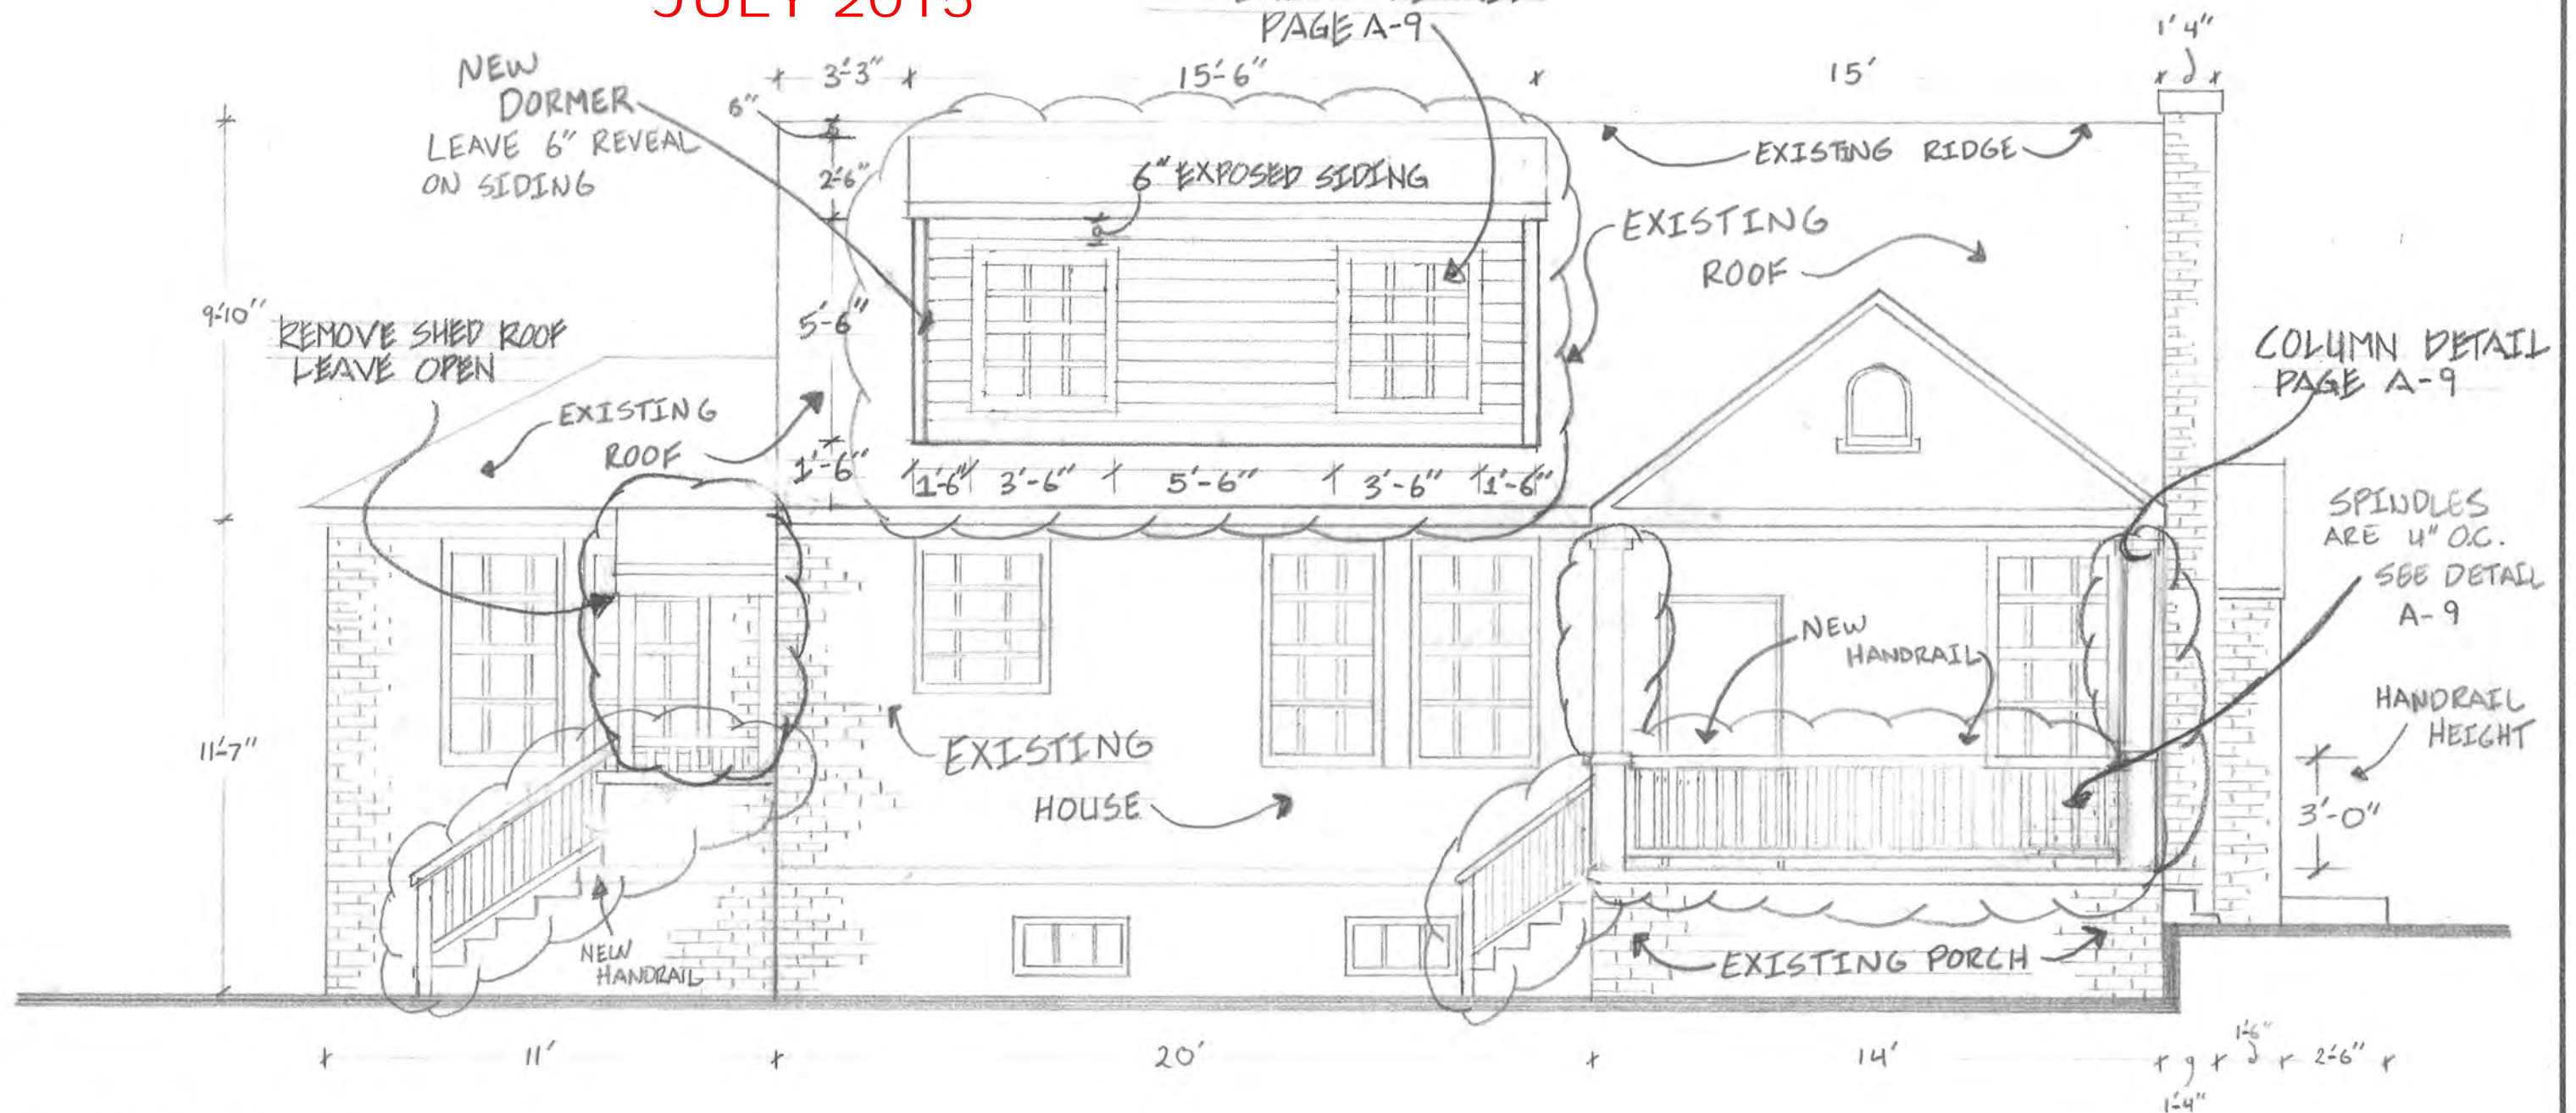 JULY 2015
PAGE A-9
1'4"
3'-3"
15'-6"
15'
NEW
DORMER
LEAVE 6" REVEAL
ON SIDING
6"
2'-6"
6" EXPOSED SIDING
EXISTING RIDGE
EXISTING
ROOF
9'-10"
5'-6"
REMOVE SHED ROOF
LEAVE OPEN
COLUMN DETAIL
PAGE A-9
EXISTING
ROOF
1'-6"
1'-6"
3'-6"
5'-6"
3'-6"
1'-6"
SPINDLES
ARE 4" O.C.
SEE DETAIL
A-9
NEW
HANDRAIL
HANDRAIL
HEIGHT
11'-7"
EXISTING
HOUSE
3'-0"
NEW
HANDRAIL
EXISTING PORCH
11'
20'
14'
1'-6"
2'-6"
1'-4"